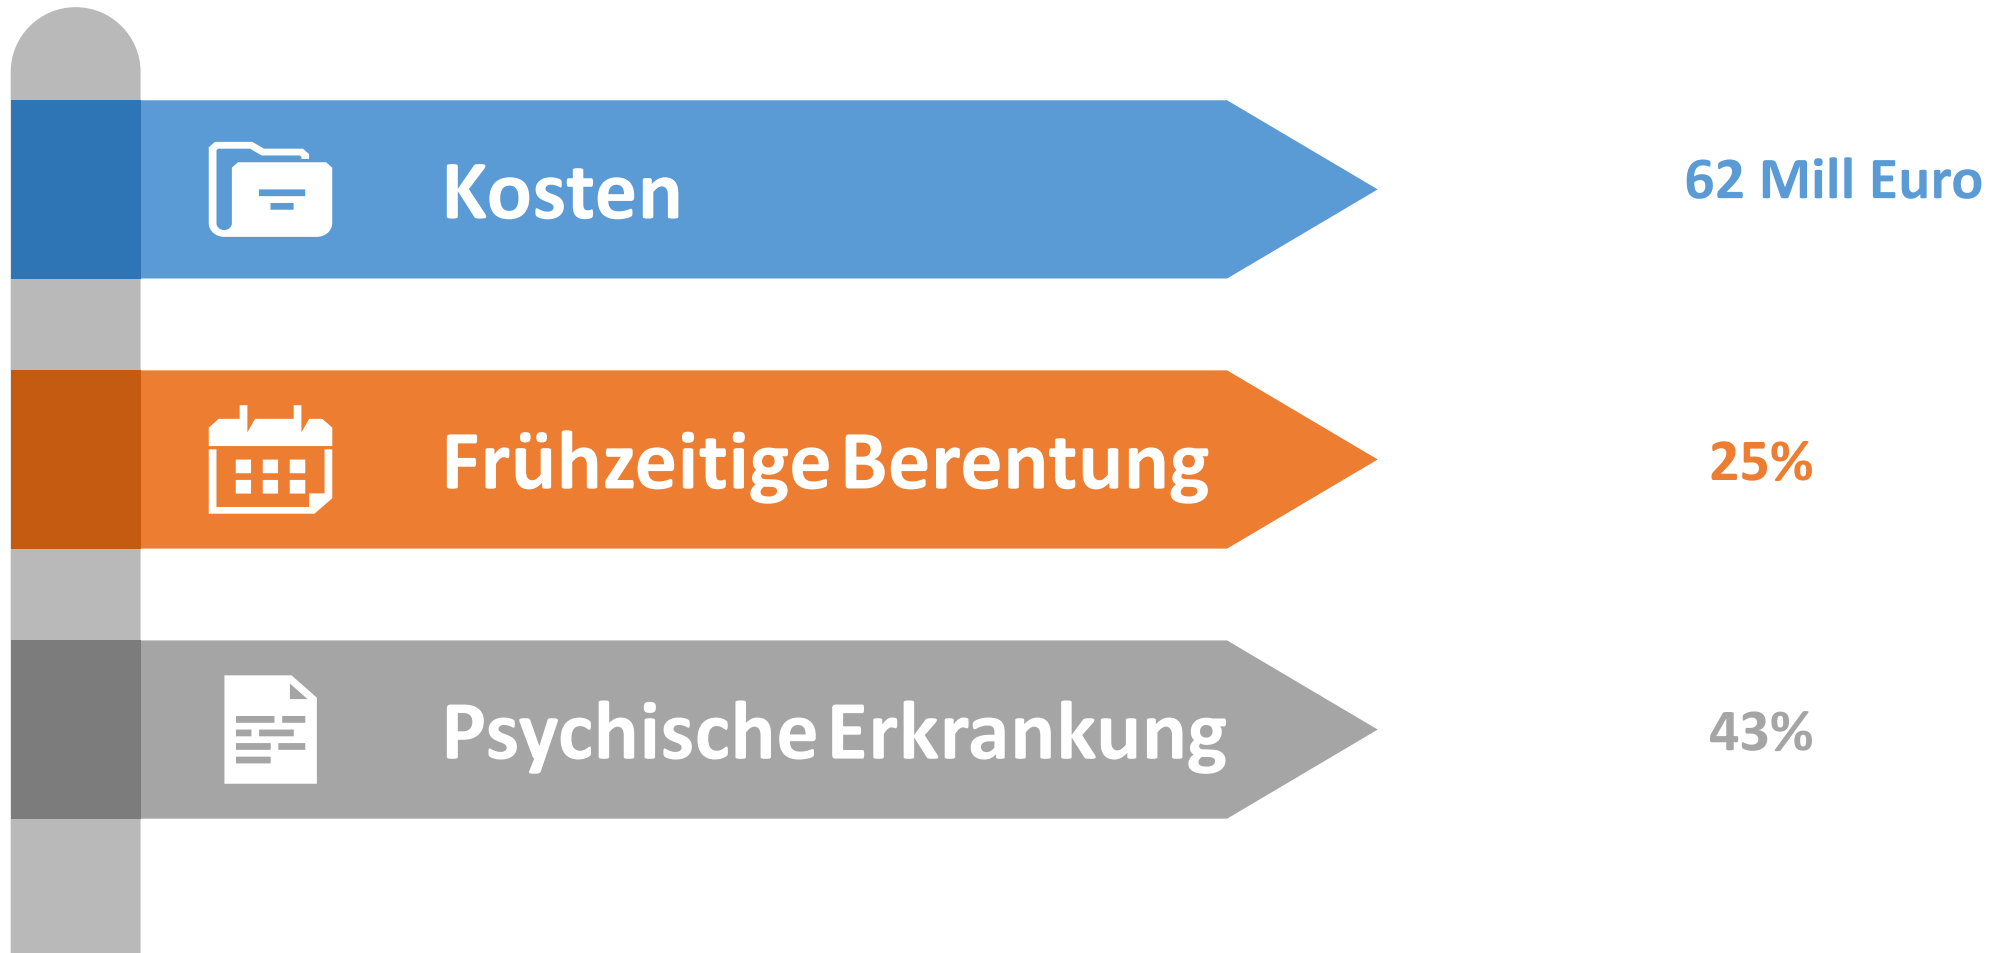 Kosten
62 Mill Euro
Frühzeitige Berentung
25%
Psychische Erkrankung
43%